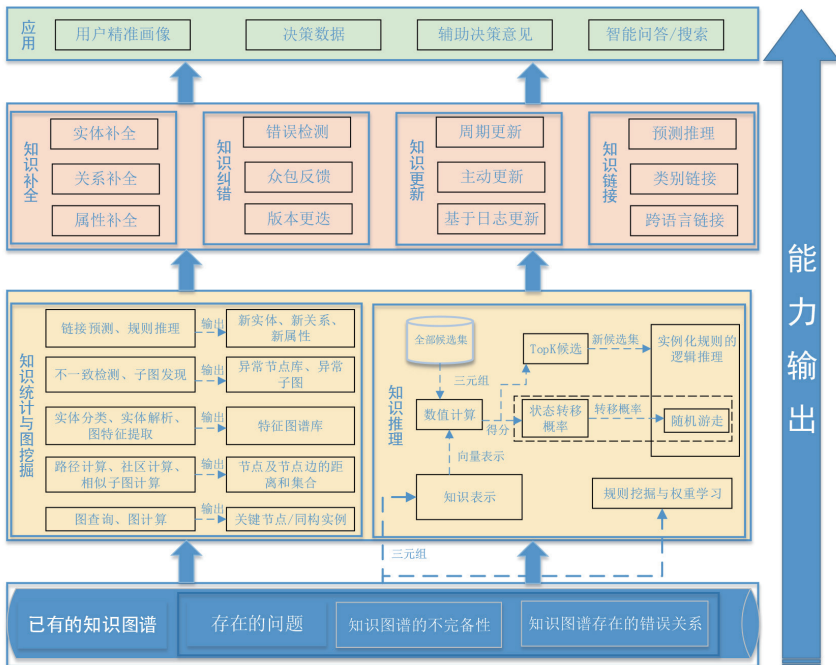 应用
用户精准画像
决策数据
辅助决策意见
智能问答/搜索
知识补全
实体补全
关系补全
属性补全
知识纠错
错误检测
众包反馈
版本更迭
知识更新
周期更新
主动更新
基于日志更新
知识链接
预测推理
类别链接
跨语言链接
能力输出
知识统计与图挖掘
链接预测、规则推理
输出
新实体、新关系、
新属性
不一致检测、子图发现
输出
异常节点库、异常
子图
实体分类、实体解析、
图特征提取
输出
特征图谱库
路径计算、社区计算、
相似子图计算
输出
节点及节点边的距
离和集合
图查询、图计算
输出
关键节点/同构实例
知识推理
全部候选集
三元组
数值计算
得分
向量表示
知识表示
TopK候选
新候选集
实例化规则的
逻辑推理
状态转移
概率
转移概率
随机游走
规则挖掘与权重学习
三元组
已有的知识图谱
存在的问题
知识图谱的不完备性
知识图谱存在的错误关系